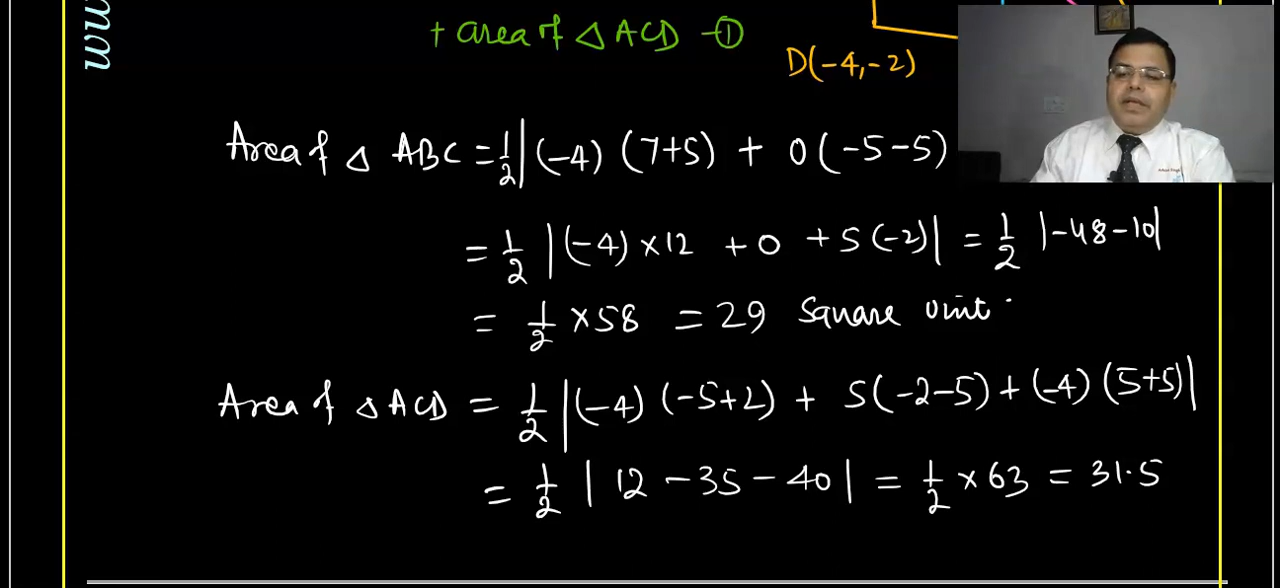 ww
+ area of △ ACD -①
D(-4,-2)
Area of △ ABC = 1/2 |(-4) (7+5) + 0(-5-5)
= 1/2 |(-4) ×12 +0 +5(-2)| = 1/2 |-48-10|
= 1/2 ×58 = 29 square unit.
Area of △ ACD = 1/2 |(-4) (-5+2) + 5(-2-5) + (-4) (5+5)|
= 1/2 | 12 -35 - 40| = 1/2 × 63 = 31.5